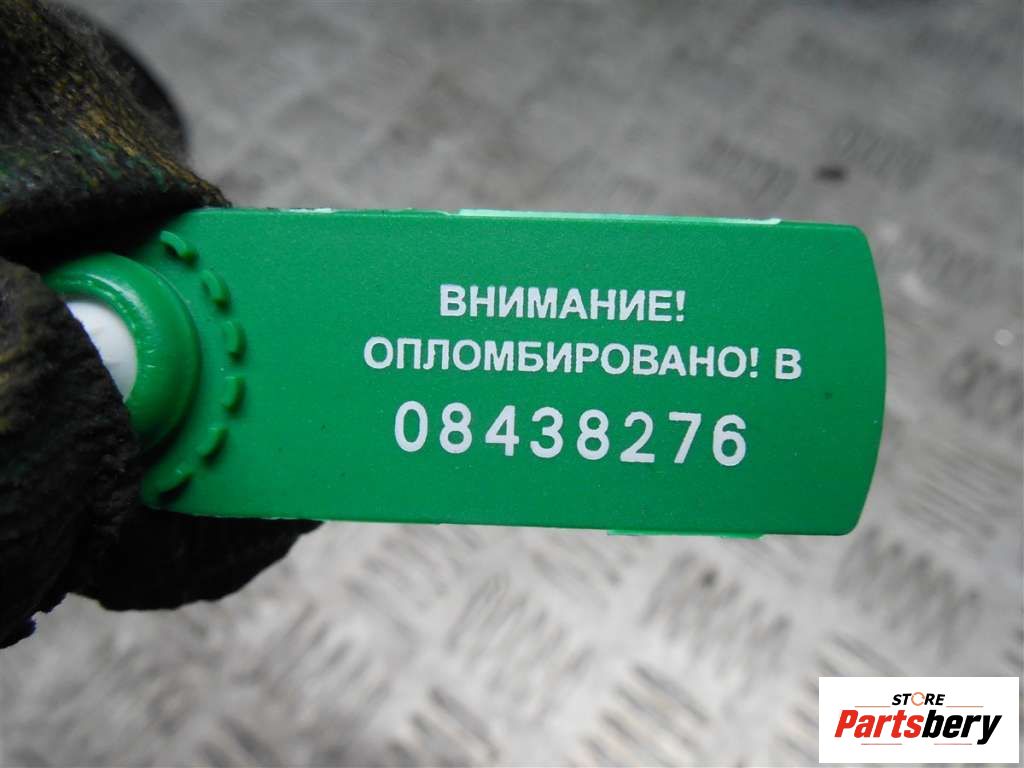 ВНИМАНИЕ!
ОПЛОМБИРОВАНО! В
08438276
STORE
Partsbery